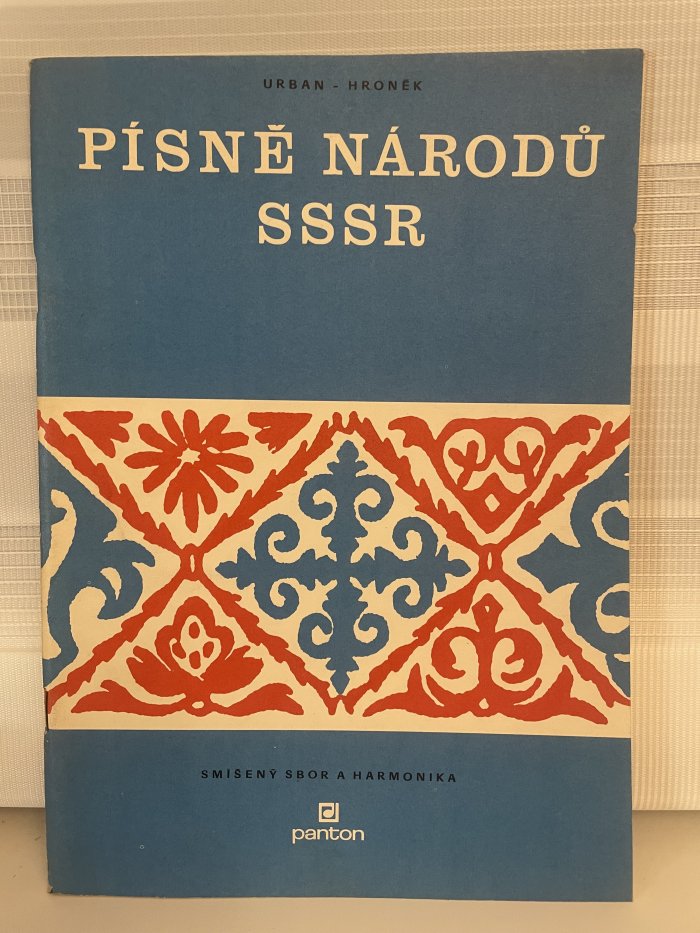 URBAN - HRONĚK
PÍSNĚ NÁRODŮ
SSSR
SMÍŠENÝ SBOR A HARMONIKA
panton